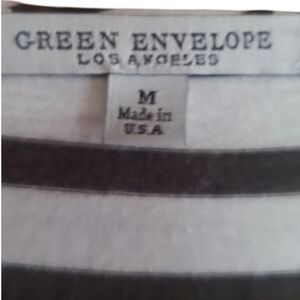 GREEN ENVELOPE
LOS ANGELES
M
Made in
U.S.A